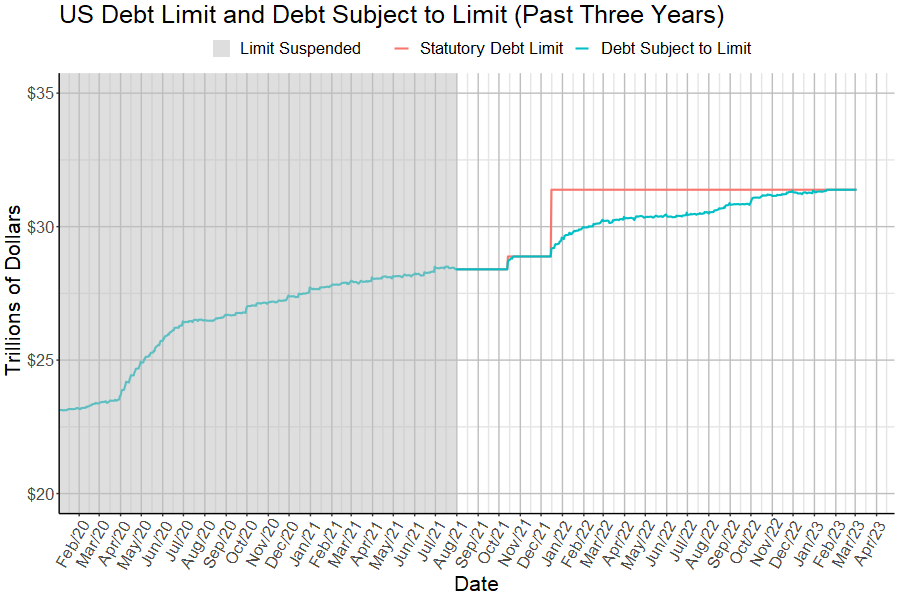 US Debt Limit and Debt Subject to Limit (Past Three Years)
Limit Suspended Statutory Debt Limit Debt Subject to Limit
$35
$30
$25
$20
Trillions of Dollars
Feb/20 Mar/20 Apr/20 May/20 Jun/20 Jul/20 Aug/20 Sep/20 Oct/20 Nov/20 Dec/20 Jan/21 Feb/21 Mar/21 Apr/21 May/21 Jun/21 Jul/21 Aug/21 Sep/21 Oct/21 Nov/21 Dec/21 Jan/22 Feb/22 Mar/22 Apr/22 May/22 Jun/22 Jul/22 Aug/22 Sep/22 Oct/22 Nov/22 Dec/22 Jan/23 Feb/23 Mar/23 Apr/23
Date